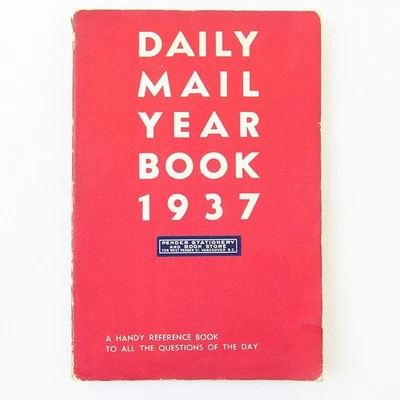 DAILY
MAIL
YEAR
BOOK
1937
PENDER STATIONERY
AND BOOK STORE
A HANDY REFERENCE BOOK
TO ALL THE QUESTIONS OF THE DAY